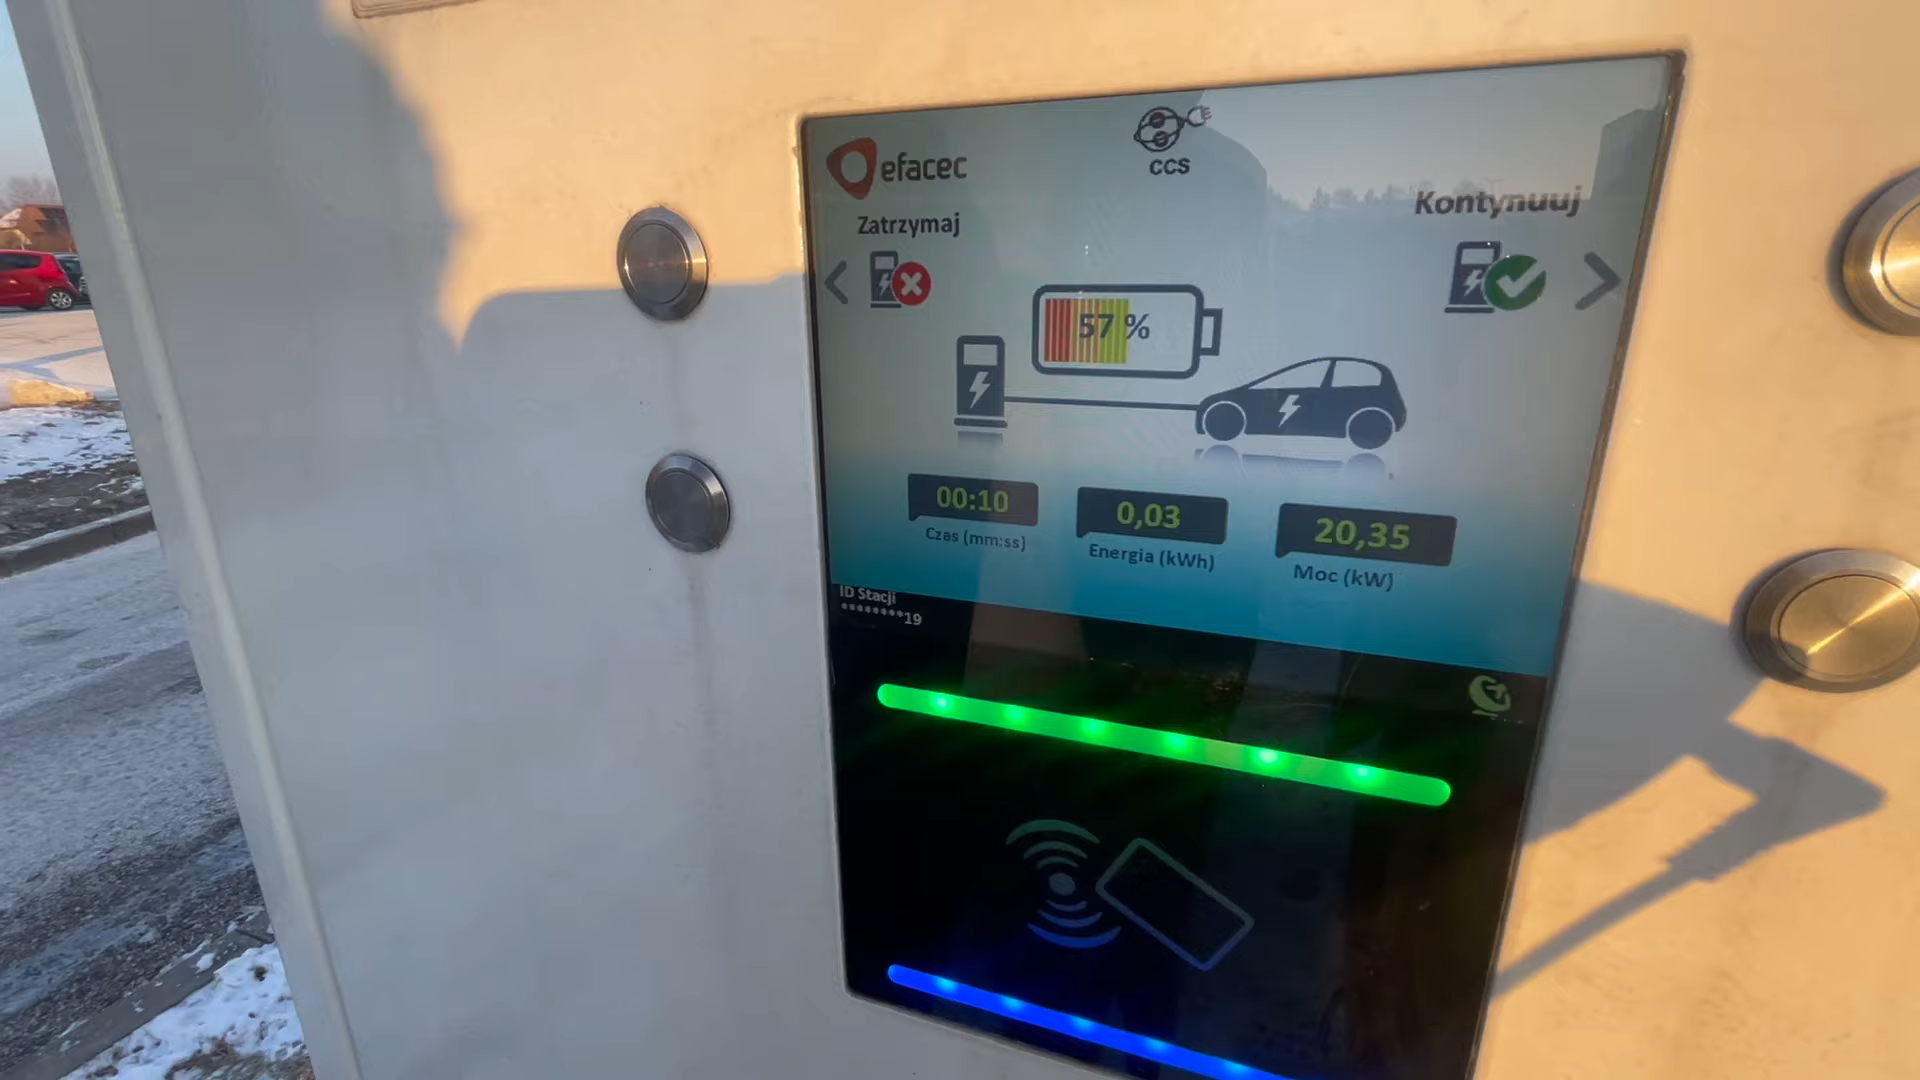 efacec
CCS
Zatrzymaj
Kontynuuj
57 %
00:10
Czas (mm:ss)
0,03
Energia (kWh)
20,35
Moc (kW)
ID Stacji
********19